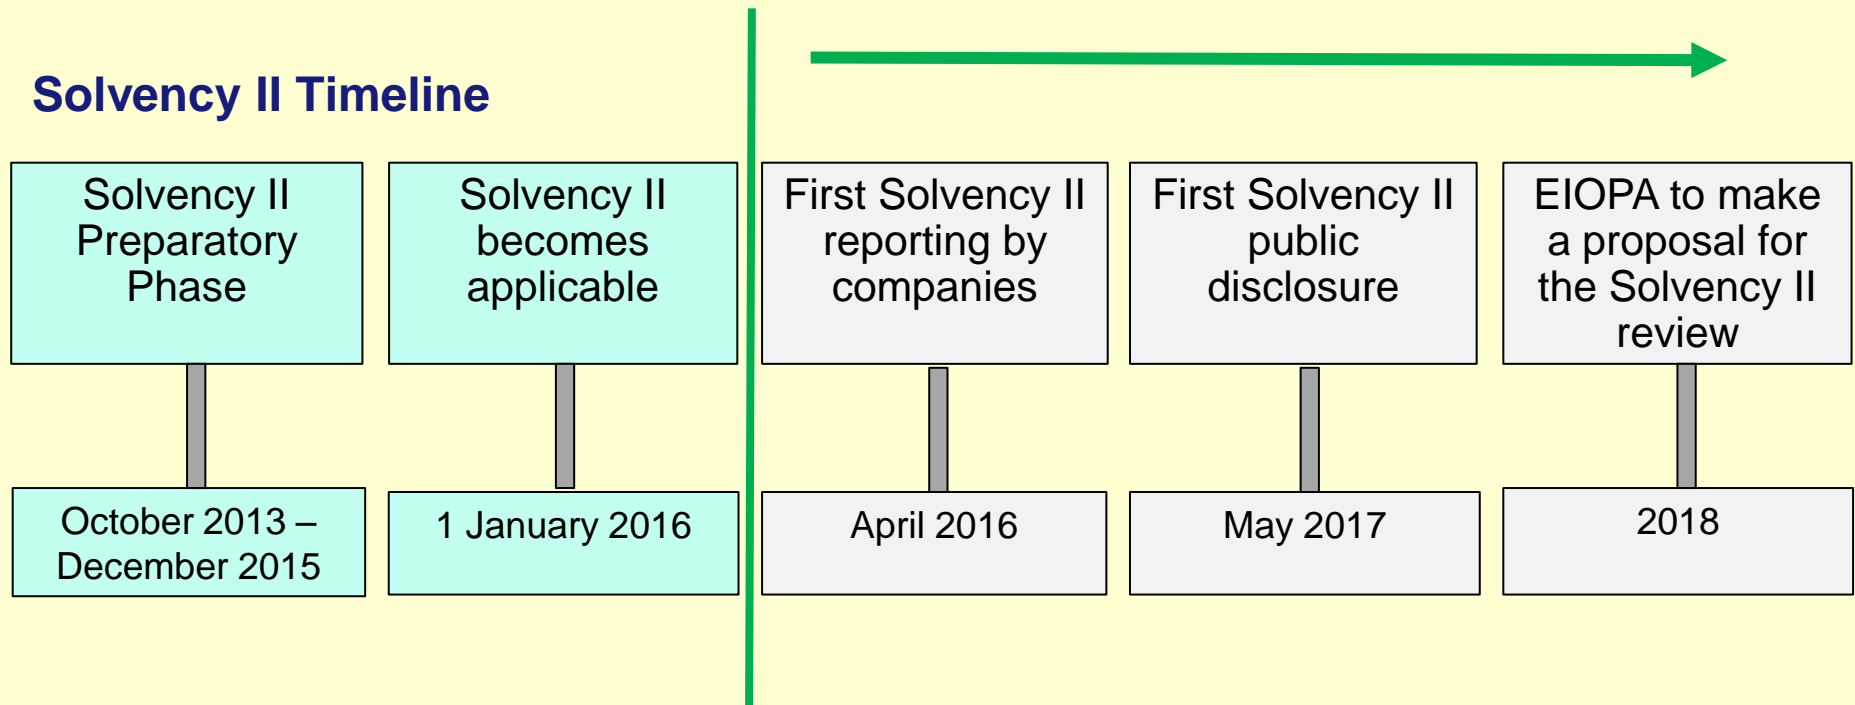 Solvency II Timeline
Solvency II
Preparatory
Phase
Solvency II
becomes
applicable
First Solvency II
reporting by
companies
First Solvency II
public
disclosure
EIOPA to make
a proposal for
the Solvency II
review
October 2013 –
December 2015
1 January 2016
April 2016
May 2017
2018